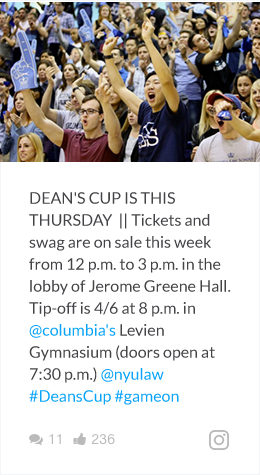 DEAN'S CUP IS THIS
THURSDAY || Tickets and
swag are on sale this week
from 12 p.m. to 3 p.m. in the
lobby of Jerome Greene Hall.
Tip-off is 4/6 at 8 p.m. in
@columbia's Levien
Gymnasium (doors open at
7:30 p.m.) @nyulaw
#DeansCup #gameon
11 236